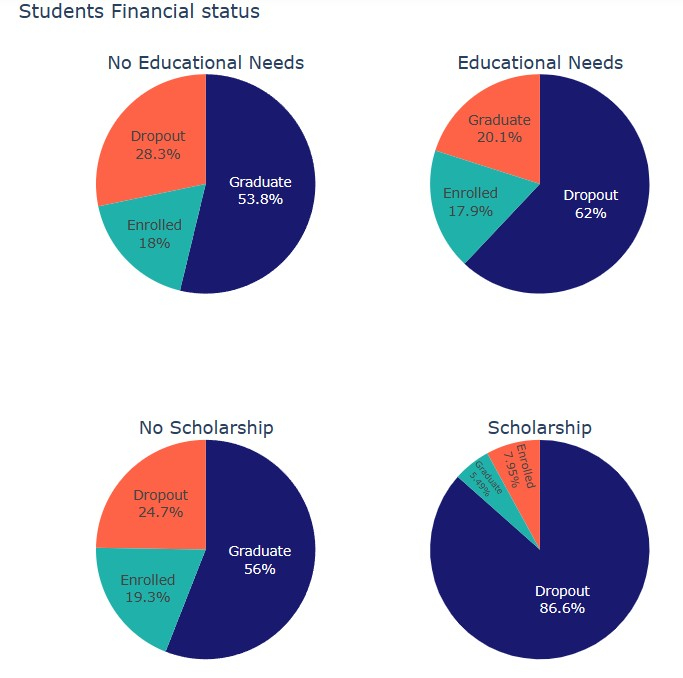 Students Financial status
No Educational Needs
Educational Needs
Dropout
28.3%
Graduate
53.8%
Enrolled
18%
Graduate
20.1%
Enrolled
17.9%
Dropout
62%
No Scholarship
Scholarship
Dropout
24.7%
Graduate
56%
Enrolled
19.3%
Graduate
5.49%
Enrolled
7.95%
Dropout
86.6%